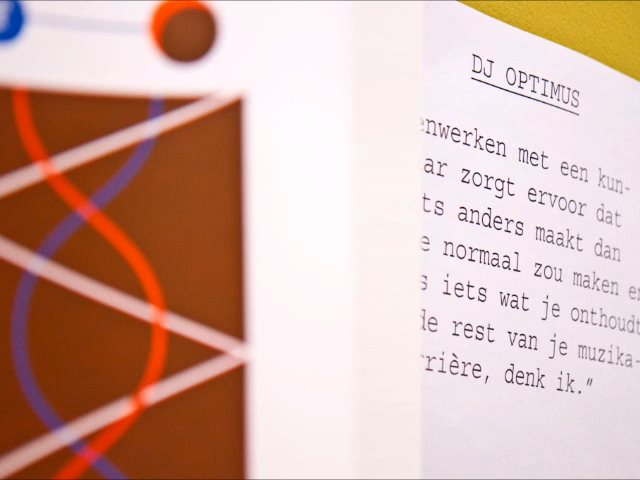 DJ OPTIMUS
enwerken met een kun-
ar zorgt ervoor dat
ts anders maakt dan
e normaal zou maken en
s iets wat je onthoudt
de rest van je muzika-
rrière, denk ik."